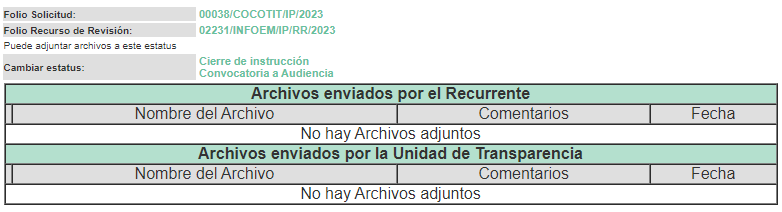 Folio Solicitud: 00038/COCOTIT/IP/2023
Folio Recurso de Revisión: 02231/INFOEM/IP/RR/2023
Puede adjuntar archivos a este estatus
Cambiar estatus: Cierre de instrucción
Convocatoria a Audiencia
Archivos enviados por el Recurrente
Nombre del Archivo Comentarios Fecha
No hay Archivos adjuntos
Archivos enviados por la Unidad de Transparencia
Nombre del Archivo Comentarios Fecha
No hay Archivos adjuntos